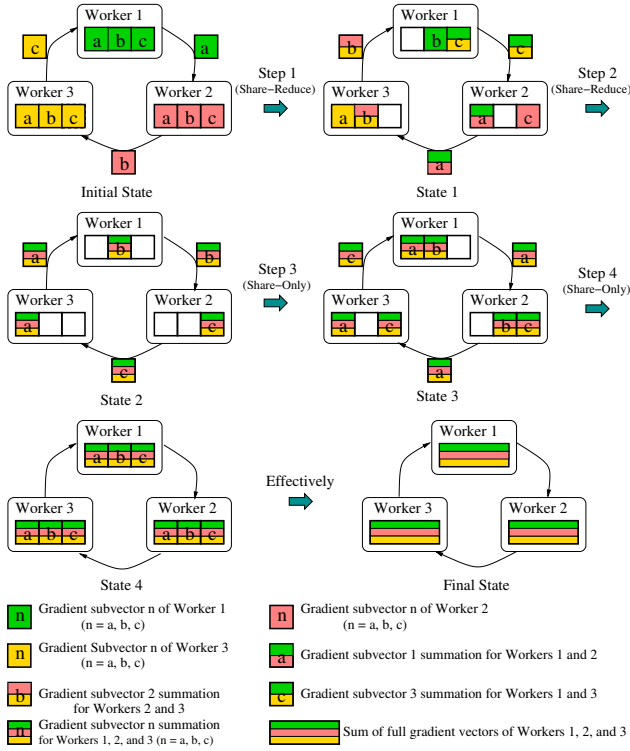 Worker 1
c
a b c
a
Worker 3
a b c
Worker 2
a b c
b
Initial State
Step 1
(Share−Reduce)
Worker 1
b
b c
c
Worker 3
a b
Worker 2
a c
a
State 1
Step 2
(Share−Reduce)
Worker 1
a
b
b
Worker 3
a
Worker 2
c
c
State 2
Step 3
(Share−Only)
Worker 1
c
a b
a
Worker 3
a c
Worker 2
b c
a
State 3
Step 4
(Share−Only)
Worker 1
a b c
Worker 3
a b c
Worker 2
a b c
State 4
Effectively
Worker 1
Worker 3
Worker 2
Final State
n Gradient subvector n of Worker 1
(n = a, b, c)
n Gradient subvector n of Worker 2
(n = a, b, c)
n Gradient Subvector n of Worker 3
(n = a, b, c)
a Gradient subvector 1 summation for Workers 1 and 2
b Gradient subvector 2 summation
for Workers 2 and 3
c Gradient subvector 3 summation for Workers 1 and 3
n Gradient subvector n summation
for Workers 1, 2, and 3 (n = a, b, c)
Sum of full gradient vectors of Workers 1, 2, and 3